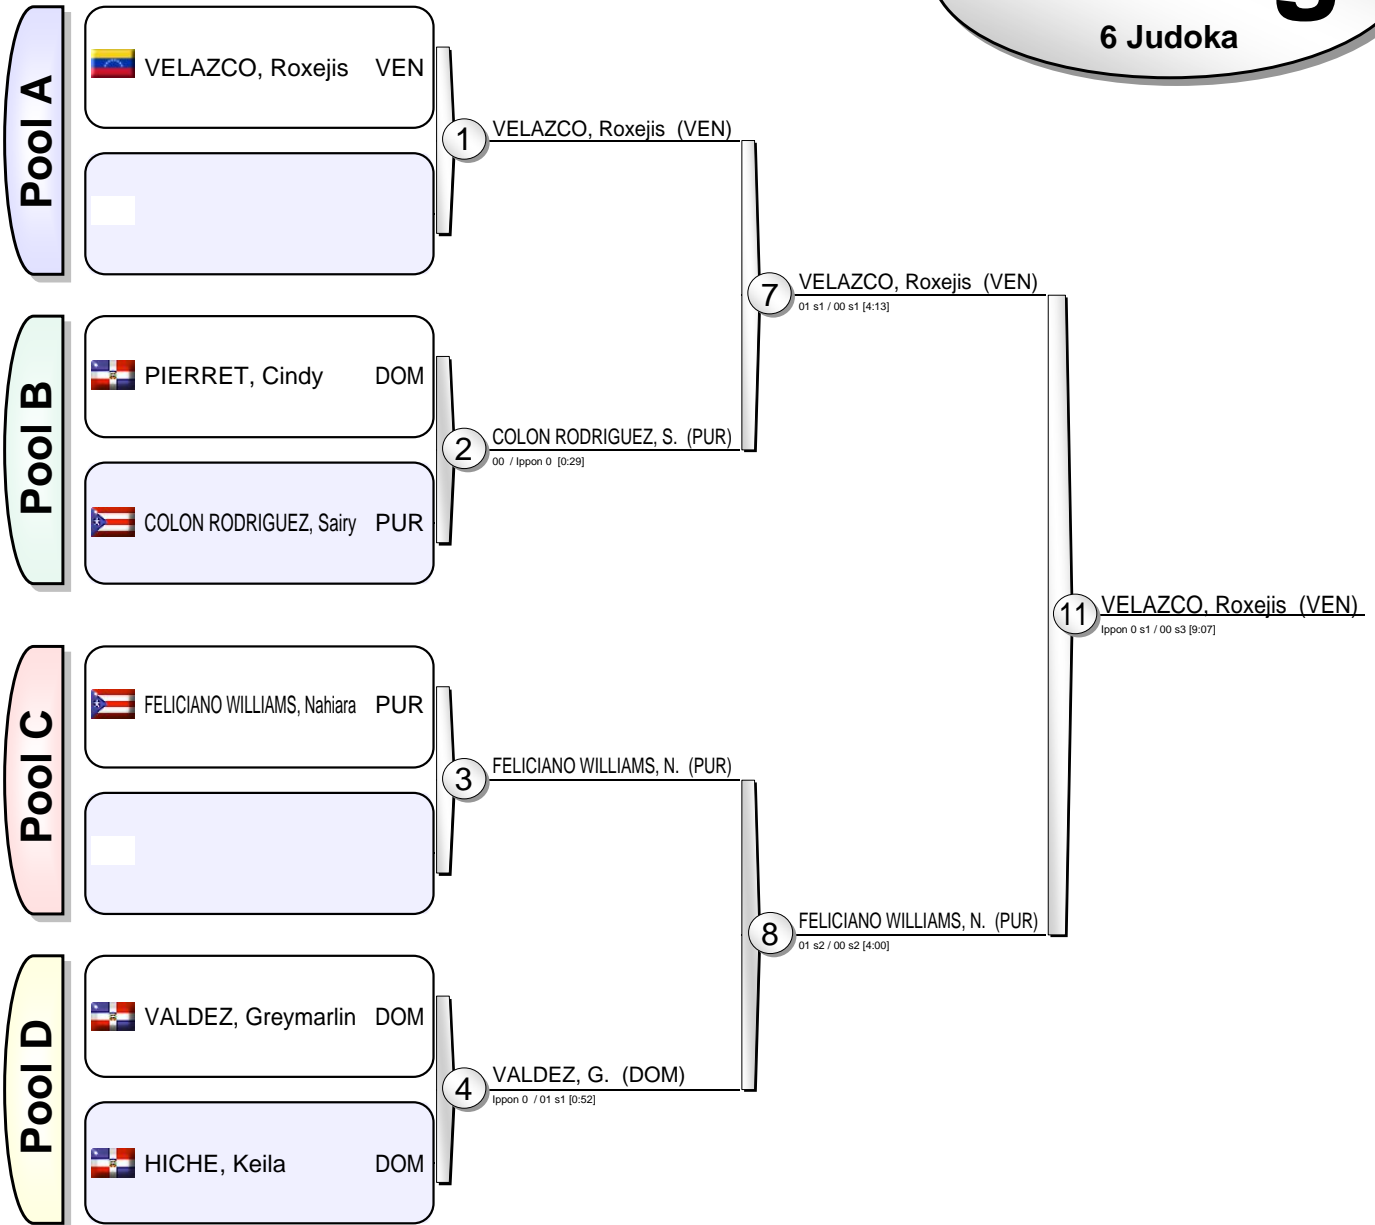 6 Judoka
Pool A
VELAZCO, Roxejis VEN
1
VELAZCO, Roxejis (VEN)
7
VELAZCO, Roxejis (VEN)
01 s1 / 00 s1 [4:13]
Pool B
PIERRET, Cindy DOM
2
COLON RODRIGUEZ, S. (PUR)
00 / Ippon 0 [0:29]
COLON RODRIGUEZ, Sairy PUR
11
VELAZCO, Roxejis (VEN)
Ippon 0 s1 / 00 s3 [9:07]
Pool C
FELICIANO WILLIAMS, Nahiara PUR
3
FELICIANO WILLIAMS, N. (PUR)
8
FELICIANO WILLIAMS, N. (PUR)
01 s2 / 00 s2 [4:00]
Pool D
VALDEZ, Greymarlin DOM
4
VALDEZ, G. (DOM)
Ippon 0 / 01 s1 [0:52]
HICHE, Keila DOM